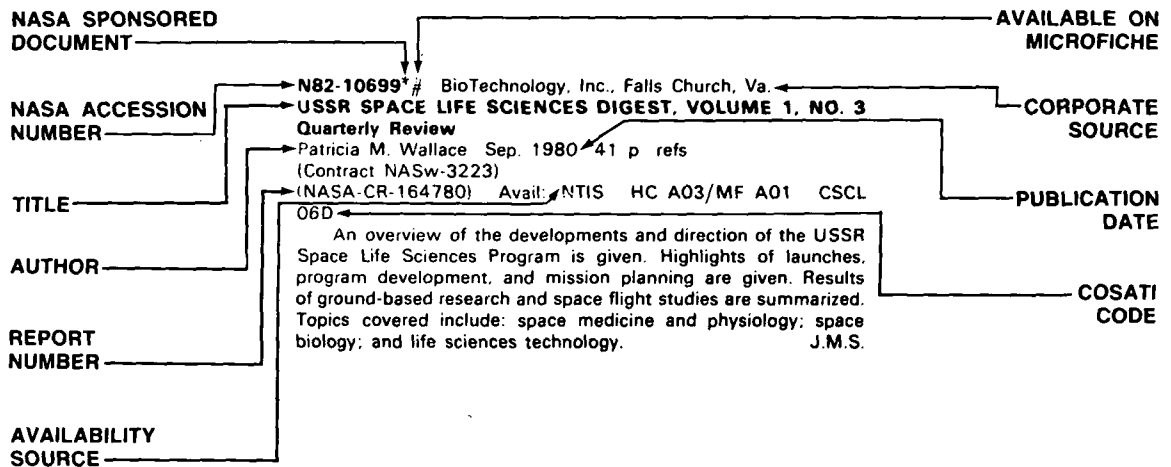 NASA SPONSORED
DOCUMENT
AVAILABLE ON
MICROFICHE
N82-10699*# BioTechnology, Inc., Falls Church, Va.
NASA ACCESSION
NUMBER
USSR SPACE LIFE SCIENCES DIGEST, VOLUME 1, NO. 3
CORPORATE
SOURCE
Quarterly Review
Patricia M. Wallace Sep. 1980 41 p refs
(Contract NASw-3223)
(NASA-CR-164780) Avail: NTIS HC A03/MF A01 CSCL
TITLE
PUBLICATION
DATE
06D
An overview of the developments and direction of the USSR
Space Life Sciences Program is given. Highlights of launches,
AUTHOR
program development, and mission planning are given. Results
of ground-based research and space flight studies are summarized.
COSATI
CODE
Topics covered include: space medicine and physiology; space
REPORT
NUMBER
biology; and life sciences technology. J.M.S.
AVAILABILITY
SOURCE